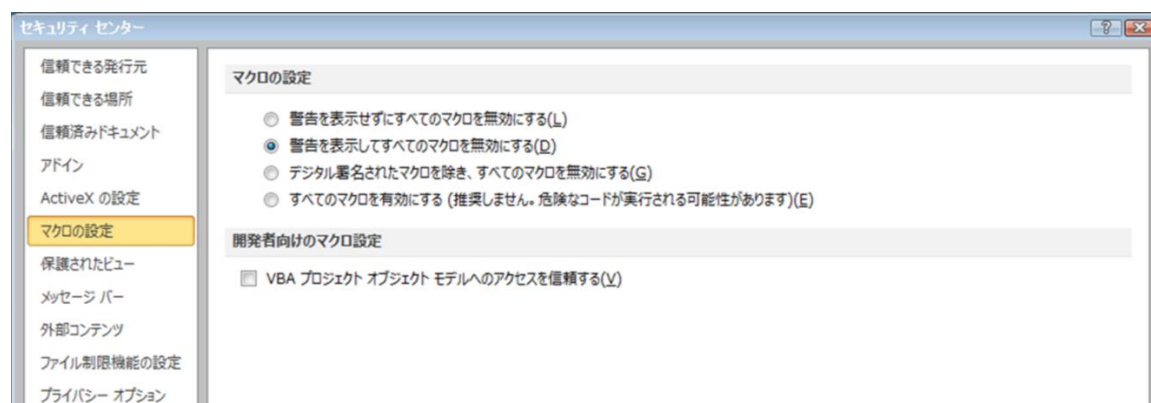 セキュリティ センター
信頼できる発行元
信頼できる場所
信頼済みドキュメント
アドイン
ActiveX の設定
マクロの設定
保護されたビュー
メッセージ バー
外部コンテンツ
ファイル制限機能の設定
プライバシー オプション
マクロの設定
警告を表示せずにすべてのマクロを無効にする(L)
警告を表示してすべてのマクロを無効にする(D)
デジタル署名されたマクロを除き、すべてのマクロを無効にする(G)
すべてのマクロを有効にする (推奨しません。危険なコードが実行される可能性があります)(E)
開発者向けのマクロ設定
VBA プロジェクト オブジェクト モデルへのアクセスを信頼する(V)